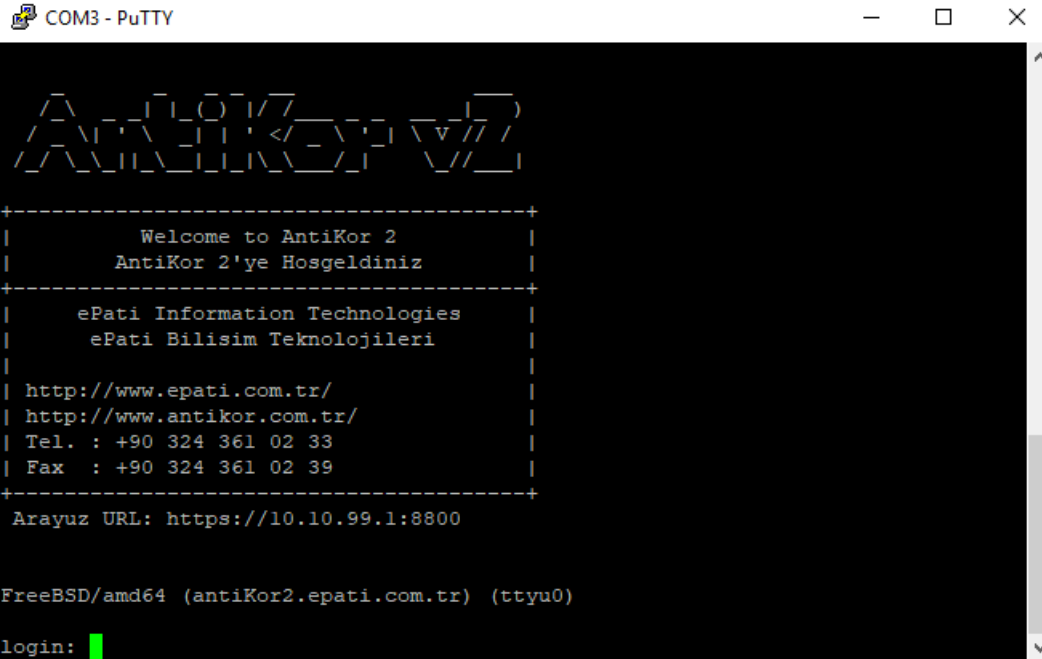 COM3 - PuTTY
AntiKor v2
Welcome to AntiKor 2
AntiKor 2'ye Hosgeldiniz
ePati Information Technologies
ePati Bilisim Teknolojileri
http://www.epati.com.tr/
http://www.antikor.com.tr/
Tel. : +90 324 361 02 33
Fax  : +90 324 361 02 39
Arayuz URL: https://10.10.99.1:8800
FreeBSD/amd64 (antiKor2.epati.com.tr) (ttyu0)
login: